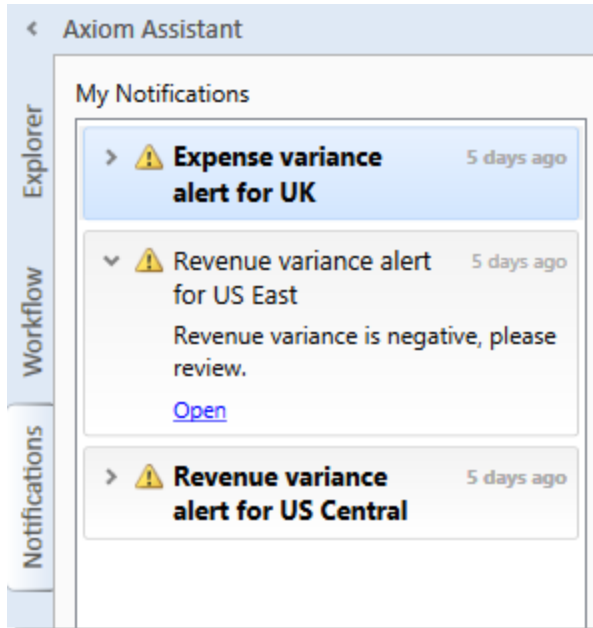 Axiom Assistant
My Notifications
Explorer
Workflow
Notifications
Expense variance 5 days ago
alert for UK
Revenue variance alert 5 days ago
for US East
Revenue variance is negative, please
review.
Open
Revenue variance 5 days ago
alert for US Central